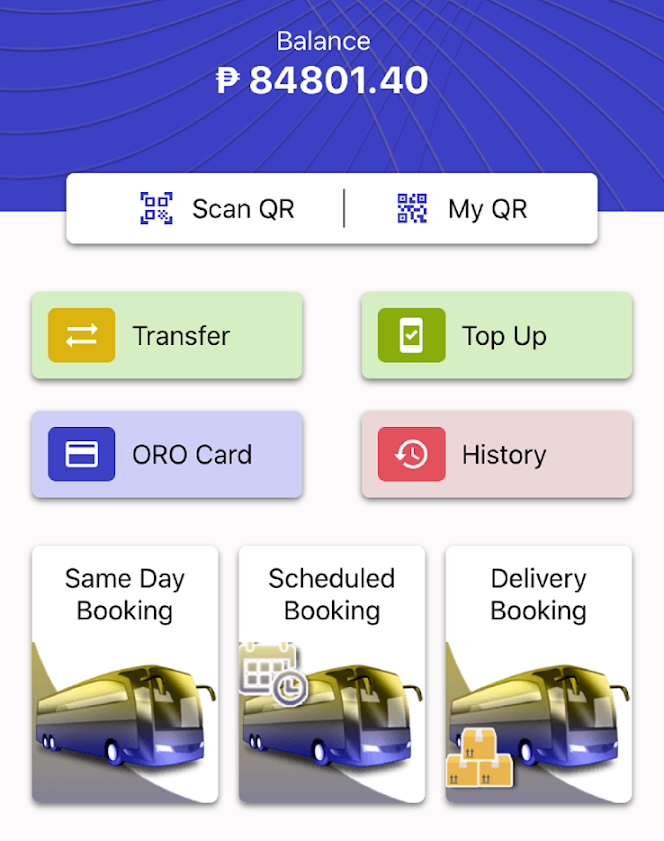 Balance
₱ 84801.40
Scan QR
My QR
Transfer
Top Up
ORO Card
History
Same Day
Booking
Scheduled
Booking
Delivery
Booking